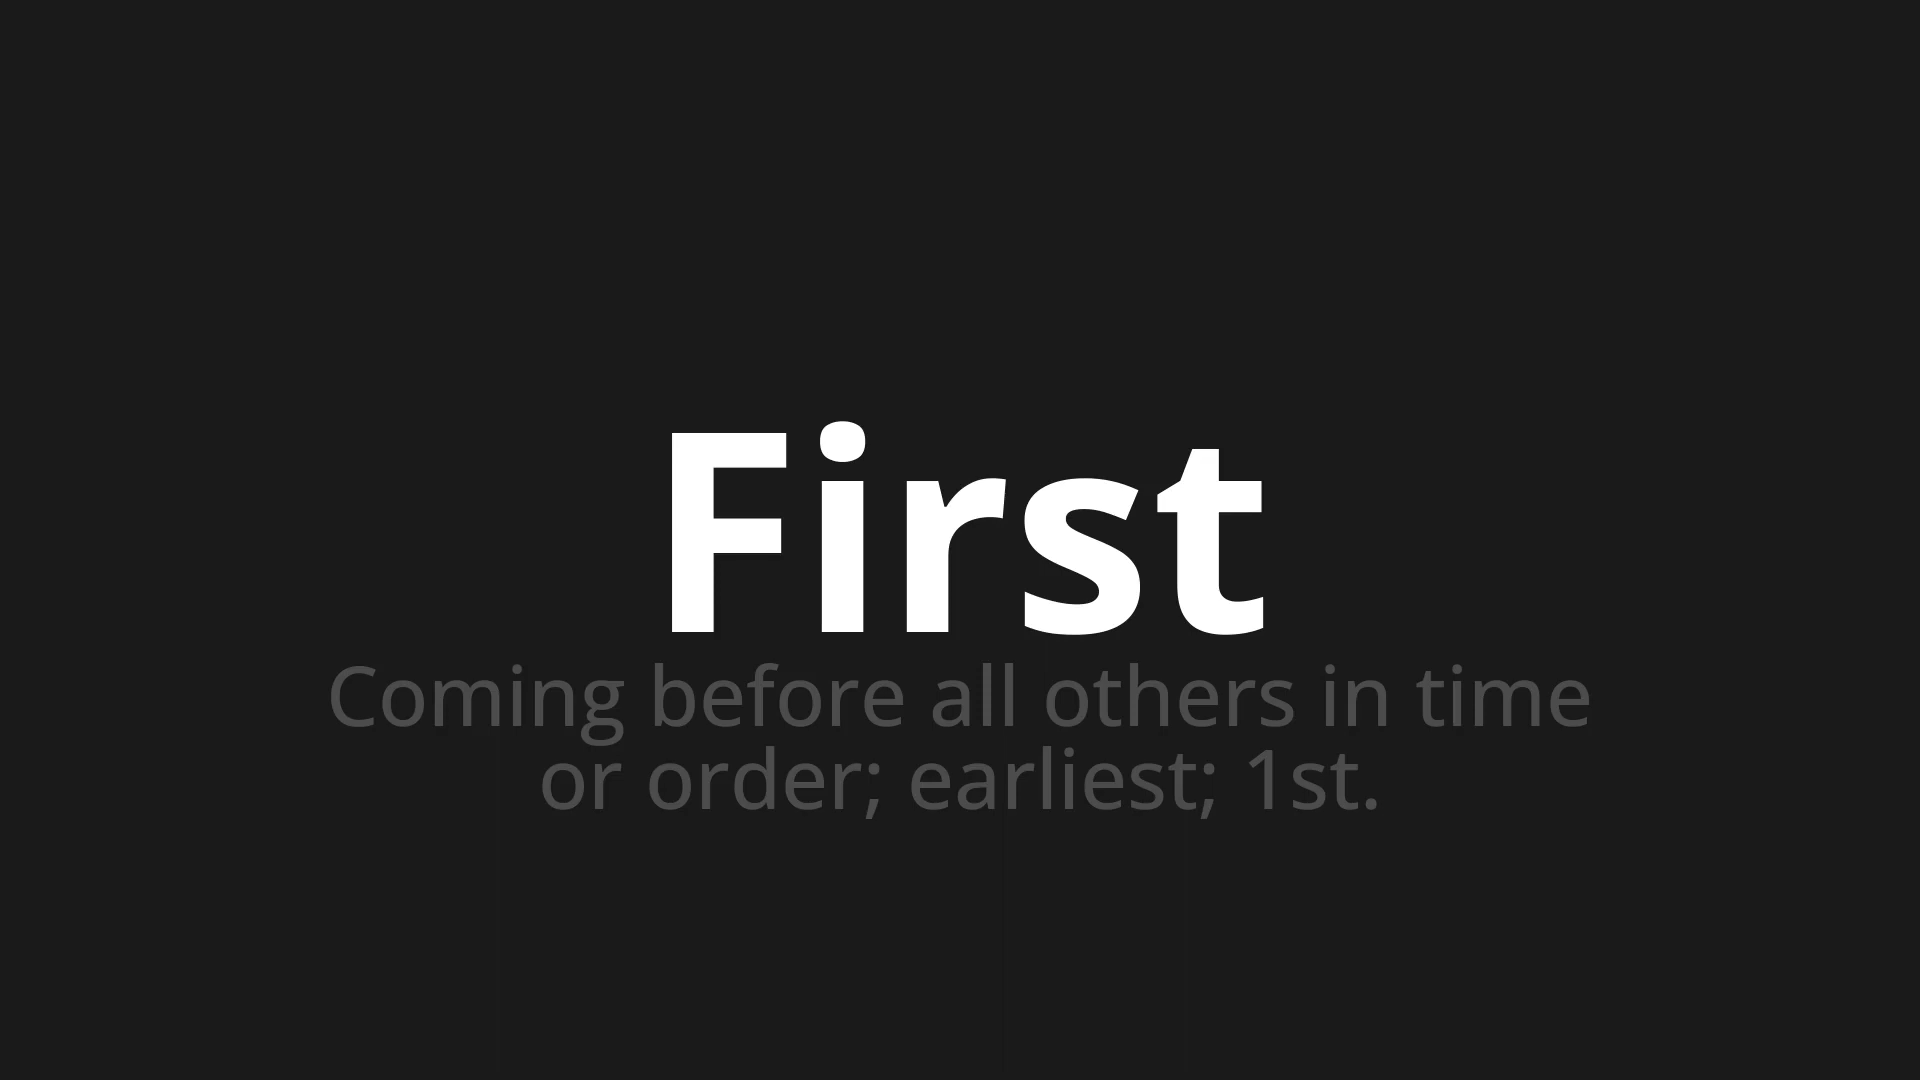 First
Coming before all others in time
or order; earliest; 1st.